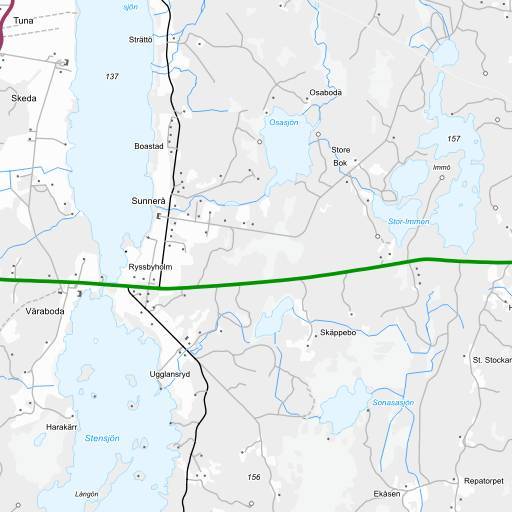 sjön
Tuna
Strättö
137
Skeda
Osaboda
Osasjön
157
Boastad
Store
Bok
Immö
Sunnerå
Stor-Immen
Ryssbyholm
Våraboda
Skäppebo
St. Stockar
Ugglansryd
Sonasasjön
Harakärr
Stensjön
156
Långön
Repatorpet
Ekåsen